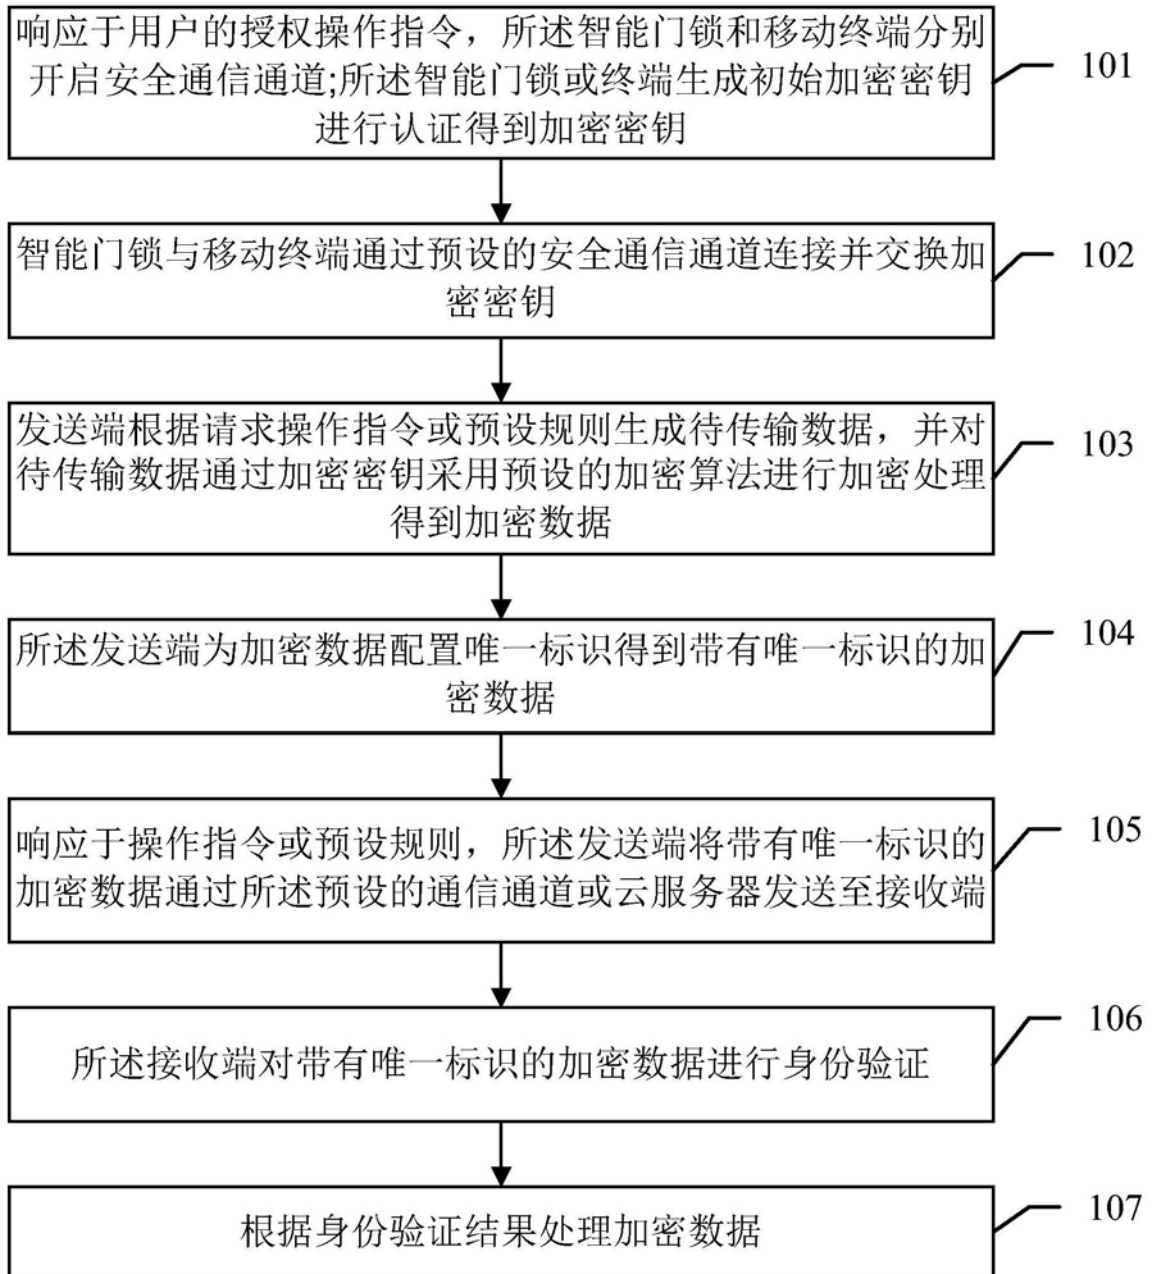 响应于用户的授权操作指令，所述智能门锁和移动终端分别
开启安全通信通道;所述智能门锁或终端生成初始加密密钥
进行认证得到加密密钥
101
智能门锁与移动终端通过预设的安全通信通道连接并交换加
密密钥
102
发送端根据请求操作指令或预设规则生成待传输数据，并对
待传输数据通过加密密钥采用预设的加密算法进行加密处理
得到加密数据
103
所述发送端为加密数据配置唯一标识得到带有唯一标识的加
密数据
104
响应于操作指令或预设规则，所述发送端将带有唯一标识的
加密数据通过所述预设的通信通道或云服务器发送至接收端
105
所述接收端对带有唯一标识的加密数据进行身份验证
106
根据身份验证结果处理加密数据
107